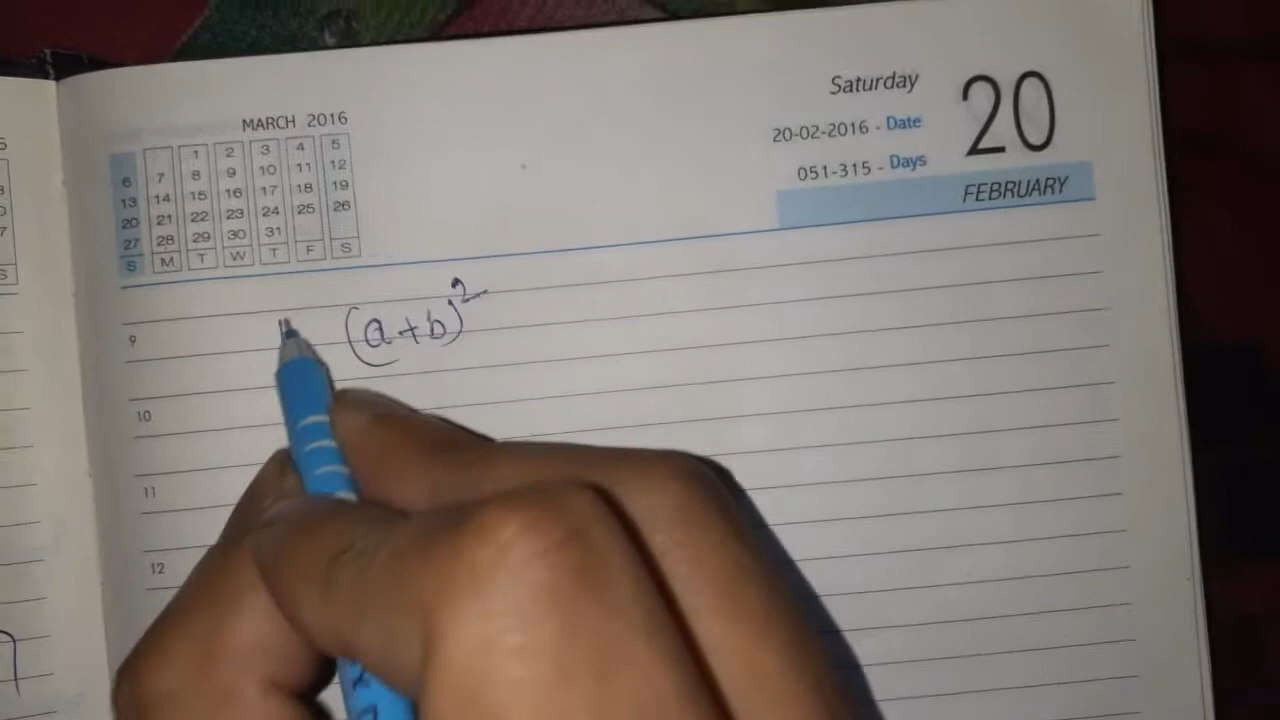 MARCH 2016
1 2 3 4 5
6 7 8 9 10 11 12
13 14 15 16 17 18 19
20 21 22 23 24 25 26
27 28 29 30 31
S M T W T F S
Saturday
20-02-2016 - Date
051-315 - Days
20
FEBRUARY
9
(a+b)²
10
11
12